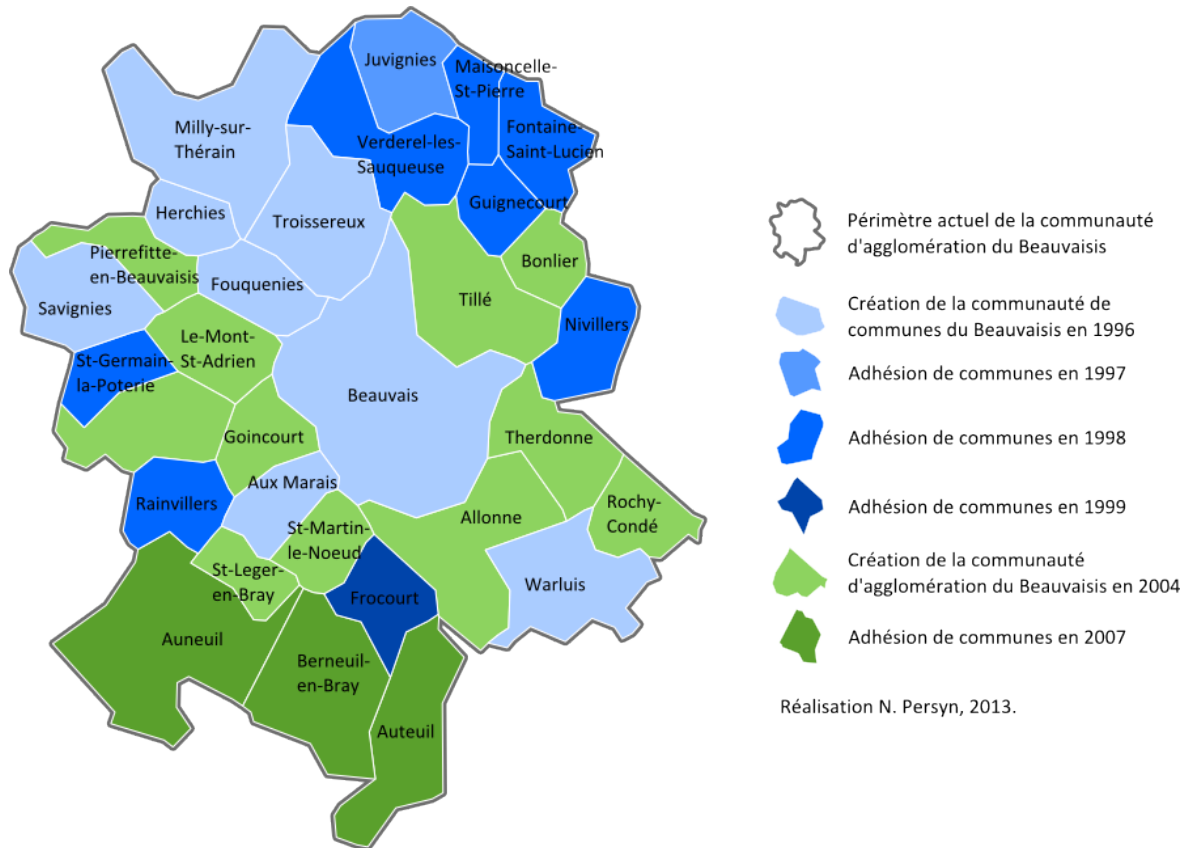 Juvignies
Maisoncelle-
St-Pierre
Milly-sur-
Thérain
Verderel-les-
Sauqueuse
Fontaine-
Saint-Lucien
Herchies
Troissereux
Guignecourt
Pierrefitte-
en-Beauvaisis
Fouquenies
Bonlier
Savignies
Tillé
Nivillers
Le-Mont-
St-Adrien
St-Germain-
la-Poterie
Beauvais
Goincourt
Therdonne
Aux Marais
Rainvillers
Allonne
Rochy-
Condé
St-Martin-
le-Noeud
St-Leger-
en-Bray
Warluis
Frocourt
Auneuil
Berneuil-
en-Bray
Auteuil
Périmètre actuel de la communauté
d'agglomération du Beauvaisis
Création de la communauté de
communes du Beauvaisis en 1996
Adhésion de communes en 1997
Adhésion de communes en 1998
Adhésion de communes en 1999
Création de la communauté
d'agglomération du Beauvaisis en 2004
Adhésion de communes en 2007
Réalisation N. Persyn, 2013.